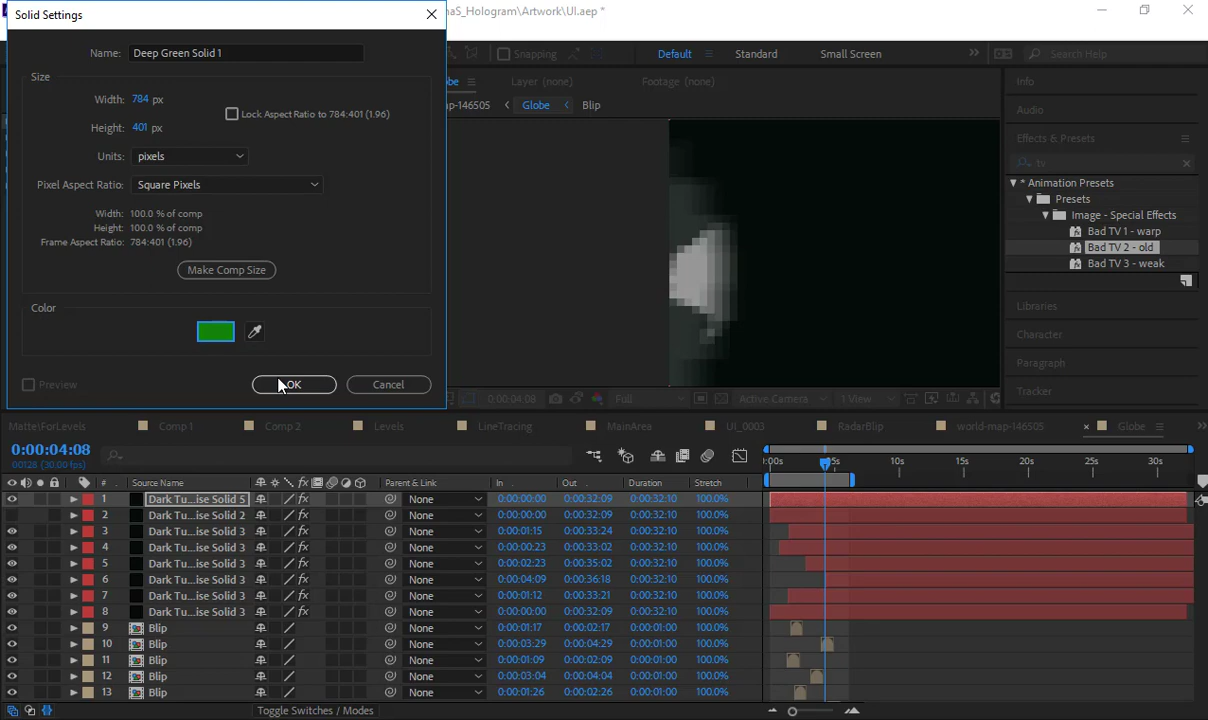 Solid Settings
aS_Hologram\Artwork\UI.aep *
Name: Deep Green Solid 1
Snapping
Default
Standard
Small Screen
Search Help
Size
Layer (none)
Footage (none)
Info
Width: 784 px
Lock Aspect Ratio to 784:401 (1.96)
p-146505
Globe
Blip
Audio
Height: 401 px
Effects & Presets
Units: pixels
tv
Pixel Aspect Ratio: Square Pixels
* Animation Presets
Presets
Width: 100.0 % of comp
Height: 100.0 % of comp
Frame Aspect Ratio: 784:401 (1.96)
Image - Special Effects
Bad TV 1 - warp
Bad TV 2 - old
Bad TV 3 - weak
Make Comp Size
Color
Libraries
Character
Paragraph
Tracker
Preview
OK
Cancel
0:00:04:08
Full
Active Camera
1 View
Matte\ForLevels
Comp 1
Comp 2
Levels
LineTracing
MainArea
UI_0003
RadarBlip
world-map-146505
Globe
0:00:04:08
00128 (30.00 fps)
:00s
5s
10s
15s
20s
25s
30s
# Source Name Parent & Link In Out Duration Stretch
1 Dark Tu...ise Solid 5 None 0:00:00:00 0:00:32:09 0:00:32:10 100.0%
2 Dark Tu...ise Solid 2 None 0:00:00:00 0:00:32:09 0:00:32:10 100.0%
3 Dark Tu...ise Solid 3 None 0:00:01:15 0:00:33:24 0:00:32:10 100.0%
4 Dark Tu...ise Solid 3 None 0:00:00:23 0:00:33:02 0:00:32:10 100.0%
5 Dark Tu...ise Solid 3 None 0:00:02:23 0:00:35:02 0:00:32:10 100.0%
6 Dark Tu...ise Solid 3 None 0:00:04:09 0:00:36:18 0:00:32:10 100.0%
7 Dark Tu...ise Solid 3 None 0:00:01:12 0:00:33:21 0:00:32:10 100.0%
8 Dark Tu...ise Solid 3 None 0:00:00:00 0:00:32:09 0:00:32:10 100.0%
9 Blip None 0:00:01:17 0:00:02:17 0:00:01:00 100.0%
10 Blip None 0:00:03:29 0:00:04:29 0:00:01:00 100.0%
11 Blip None 0:00:01:09 0:00:02:09 0:00:01:00 100.0%
12 Blip None 0:00:03:04 0:00:04:04 0:00:01:00 100.0%
13 Blip None 0:00:01:26 0:00:02:26 0:00:01:00 100.0%
Toggle Switches / Modes